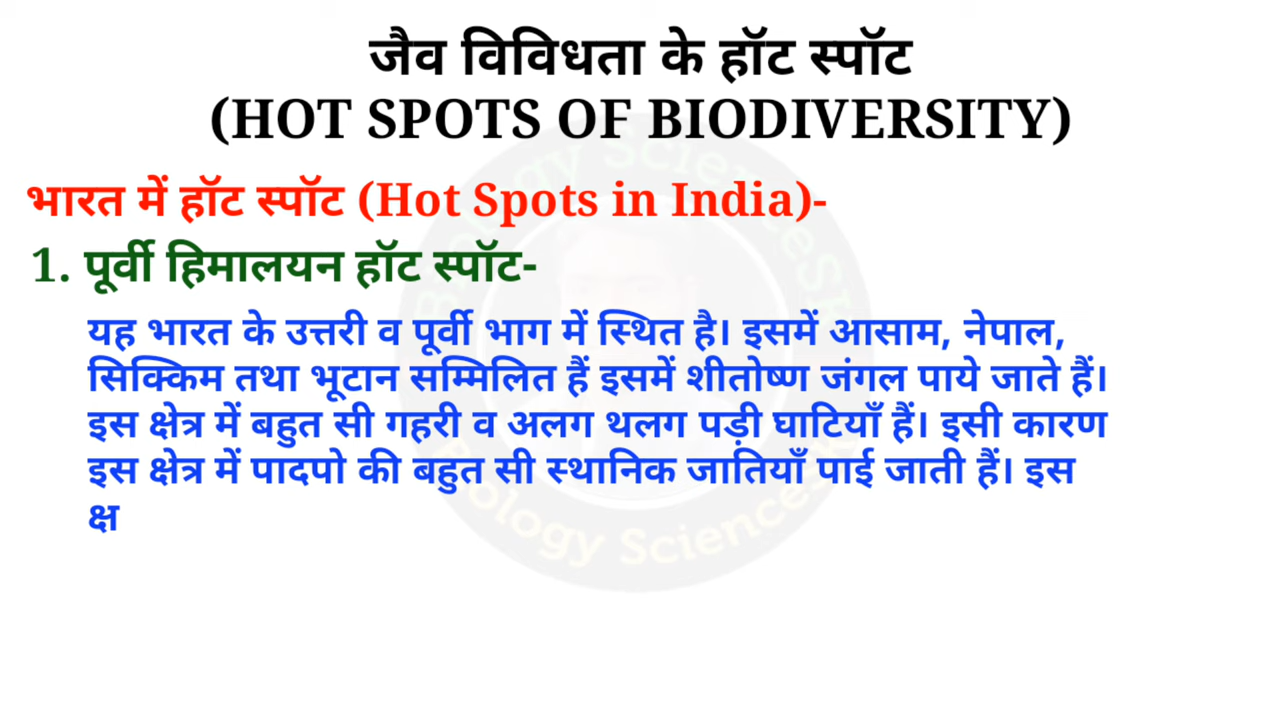 जैव विविधता के हॉट स्पॉट
(HOT SPOTS OF BIODIVERSITY)
भारत में हॉट स्पॉट (Hot Spots in India)-
1. पूर्वी हिमालयन हॉट स्पॉट-
यह भारत के उत्तरी व पूर्वी भाग में स्थित है। इसमें आसाम, नेपाल,
सिक्किम तथा भूटान सम्मिलित हैं इसमें शीतोष्ण जंगल पाये जाते हैं।
इस क्षेत्र में बहुत सी गहरी व अलग थलग पड़ी घाटियाँ हैं। इसी कारण
इस क्षेत्र में पादपो की बहुत सी स्थानिक जातियाँ पाई जाती हैं। इस
क्ष